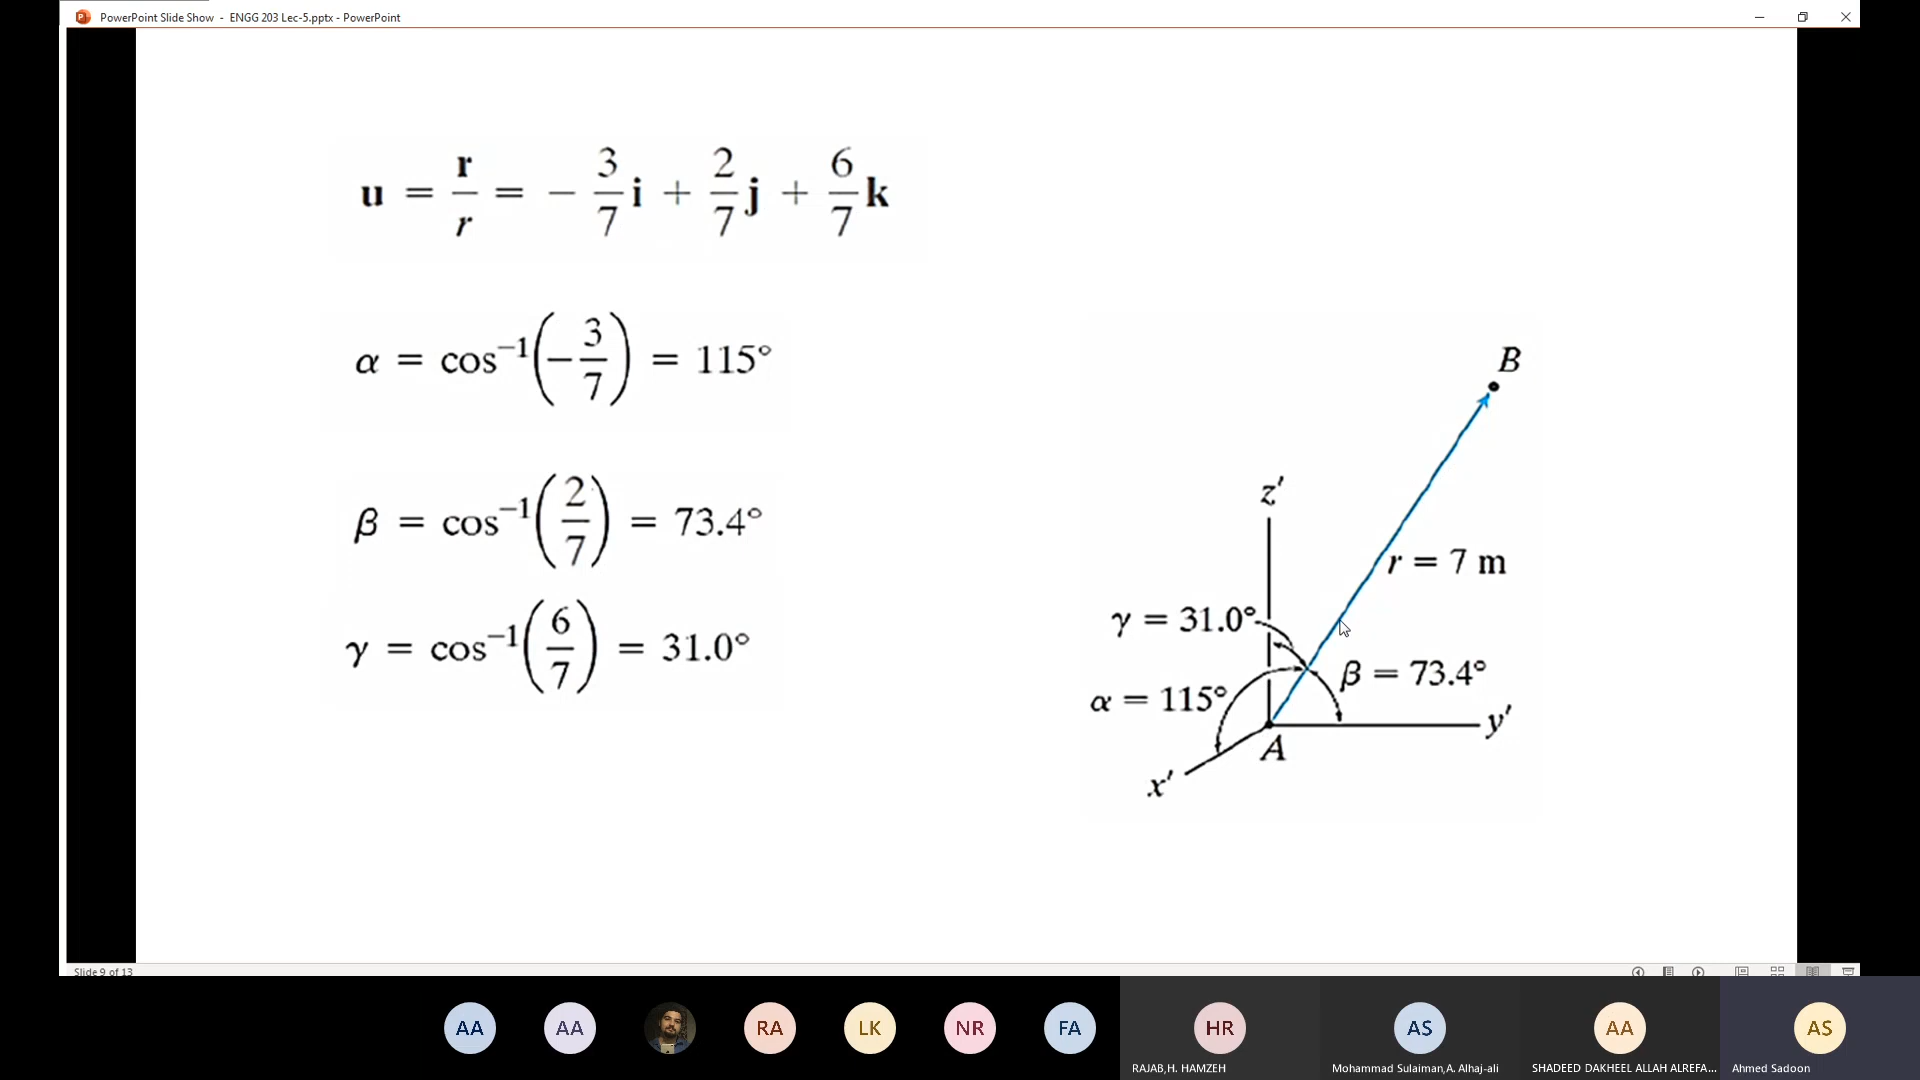 PowerPoint Slide Show - ENGG 203 Lec-5.pptx - PowerPoint
u = r/r = − 3/7 i + 2/7 j + 6/7 k
α = cos⁻¹(−3/7) = 115°
β = cos⁻¹(2/7) = 73.4°
γ = cos⁻¹(6/7) = 31.0°
B
z′
r = 7 m
γ = 31.0°
β = 73.4°
α = 115°
y′
A
x′
Slide 9 of 13
AA AA RA LK NR FA HR AS AA AS
RAJAB,H. HAMZEH
Mohammad Sulaiman,A. Alhaj-ali
SHADEED DAKHEEL ALLAH ALREFA...
Ahmed Sadoon